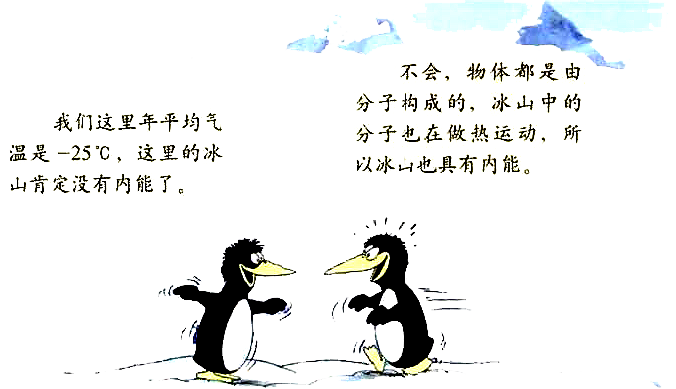 我们这里年平均气
温是 -25℃，这里的冰
山肯定没有内能了。
不会，物体都是由
分子构成的，冰山中的
分子也在做热运动，所
以冰山也具有内能。